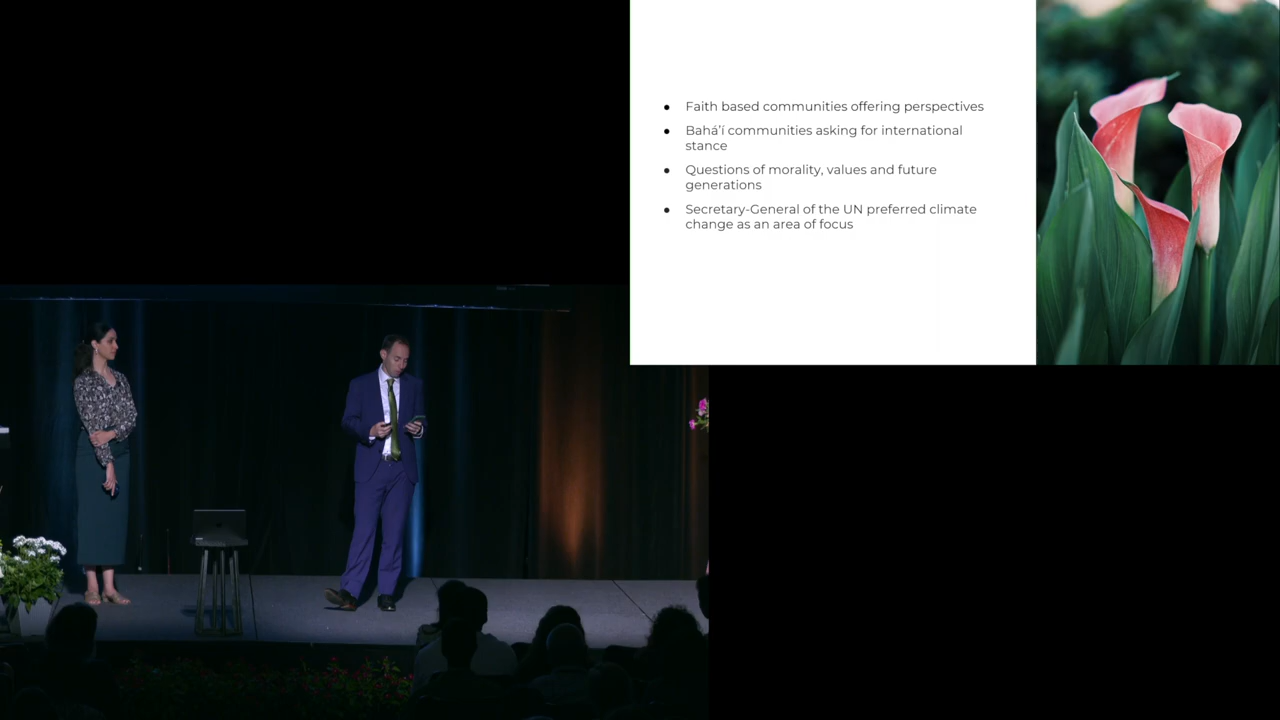 Faith based communities offering perspectives
Bahá’í communities asking for international
stance
Questions of morality, values and future
generations
Secretary-General of the UN preferred climate
change as an area of focus